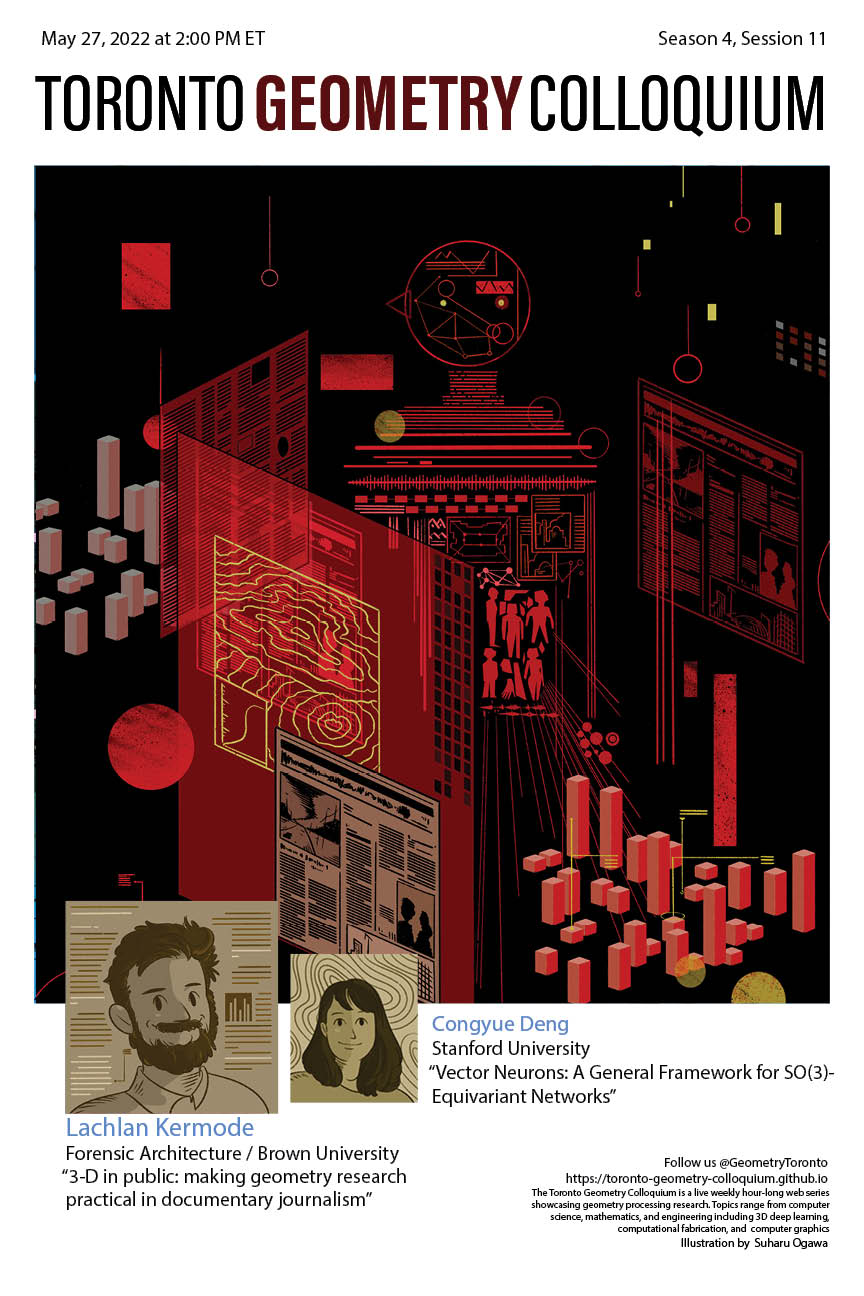 May 27, 2022 at 2:00 PM ET
Season 4, Session 11
TORONTO GEOMETRY COLLOQUIUM
Congyue Deng
Stanford University
“Vector Neurons: A General Framework for SO(3)-
Equivariant Networks”
Lachlan Kermode
Forensic Architecture / Brown University
“3-D in public: making geometry research
practical in documentary journalism”
Follow us @GeometryToronto
https://toronto-geometry-colloquium.github.io
The Toronto Geometry Colloquium is a live weekly hour-long web series
showcasing geometry processing research. Topics range from computer
science, mathematics, and engineering including 3D deep learning,
computational fabrication, and computer graphics
Illustration by Suharu Ogawa